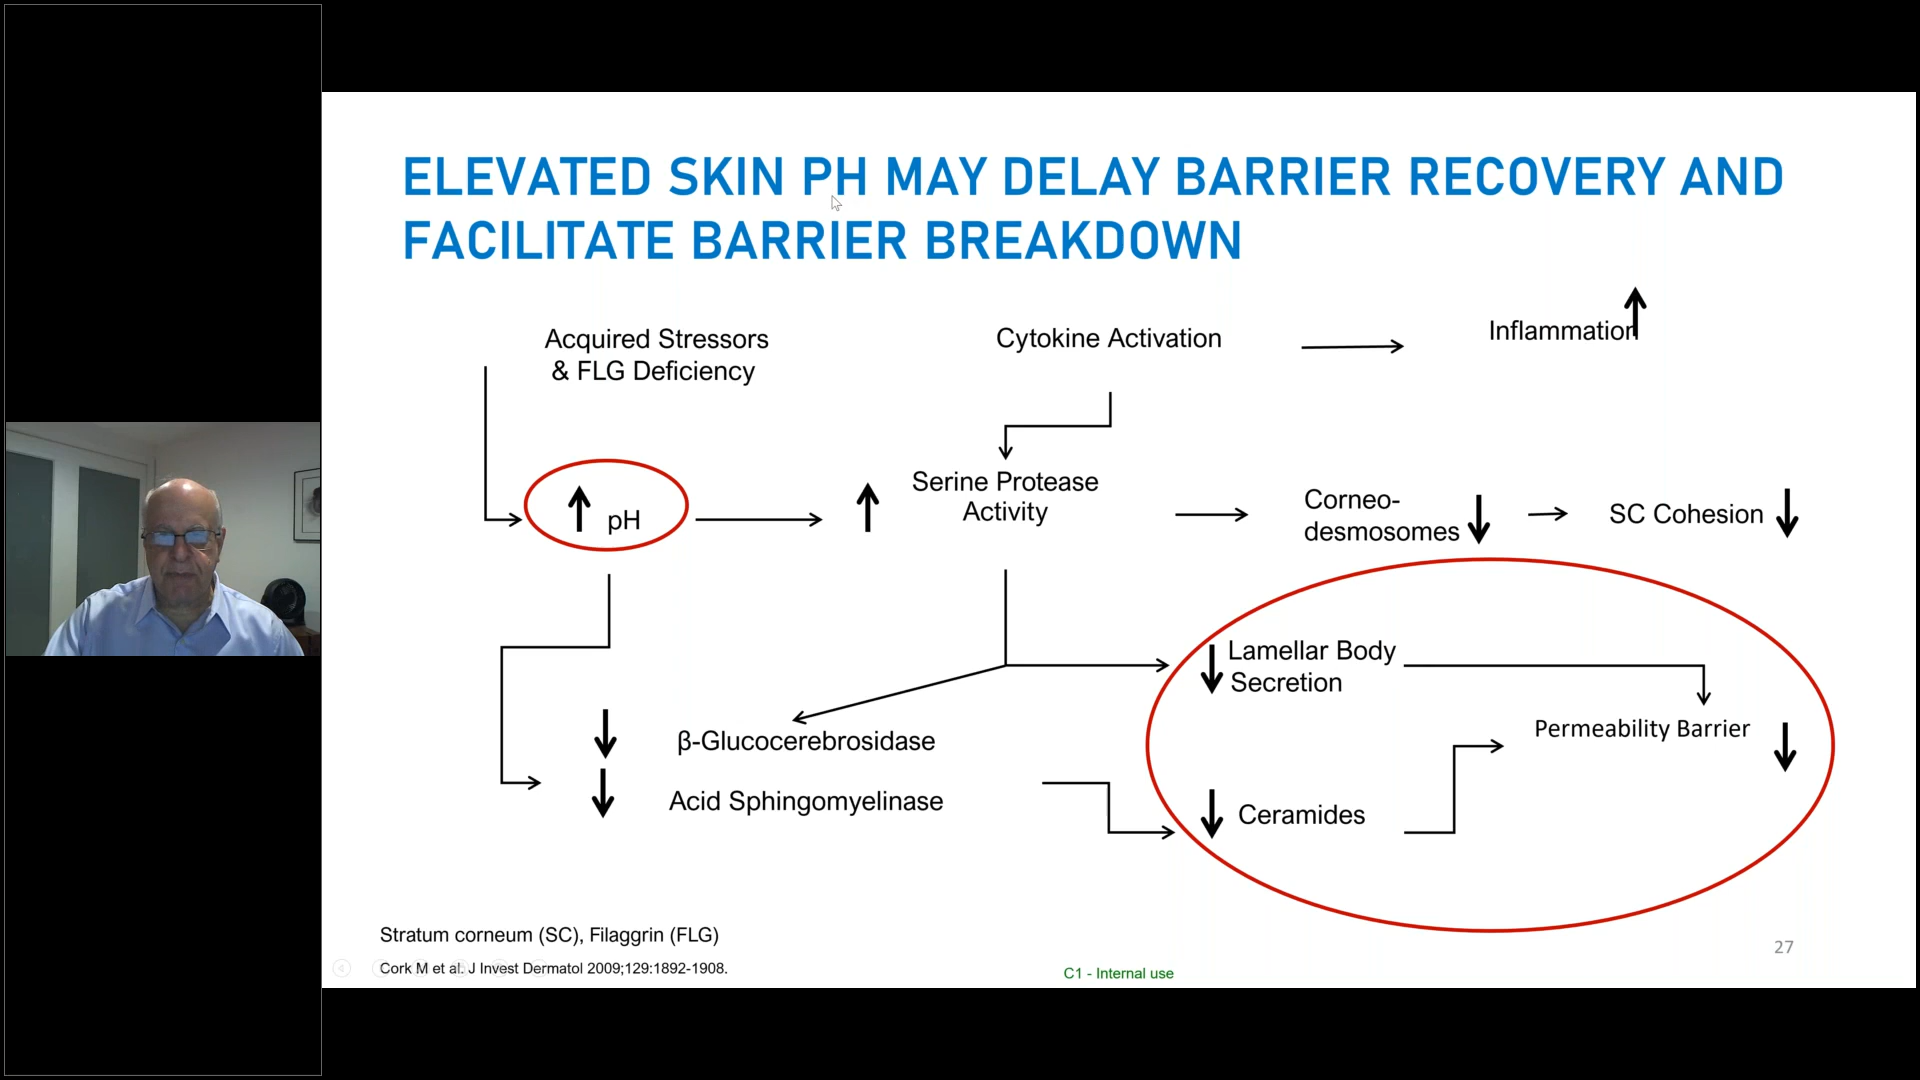 ELEVATED SKIN PH MAY DELAY BARRIER RECOVERY AND
FACILITATE BARRIER BREAKDOWN
Acquired Stressors
& FLG Deficiency
Cytokine Activation
Inflammation
pH
Serine Protease
Activity
Corneo-
desmosomes
SC Cohesion
Lamellar Body
Secretion
β-Glucocerebrosidase
Acid Sphingomyelinase
Permeability Barrier
Ceramides
Stratum corneum (SC), Filaggrin (FLG)
Cork M et al. J Invest Dermatol 2009;129:1892-1908.
C1 - Internal use
27